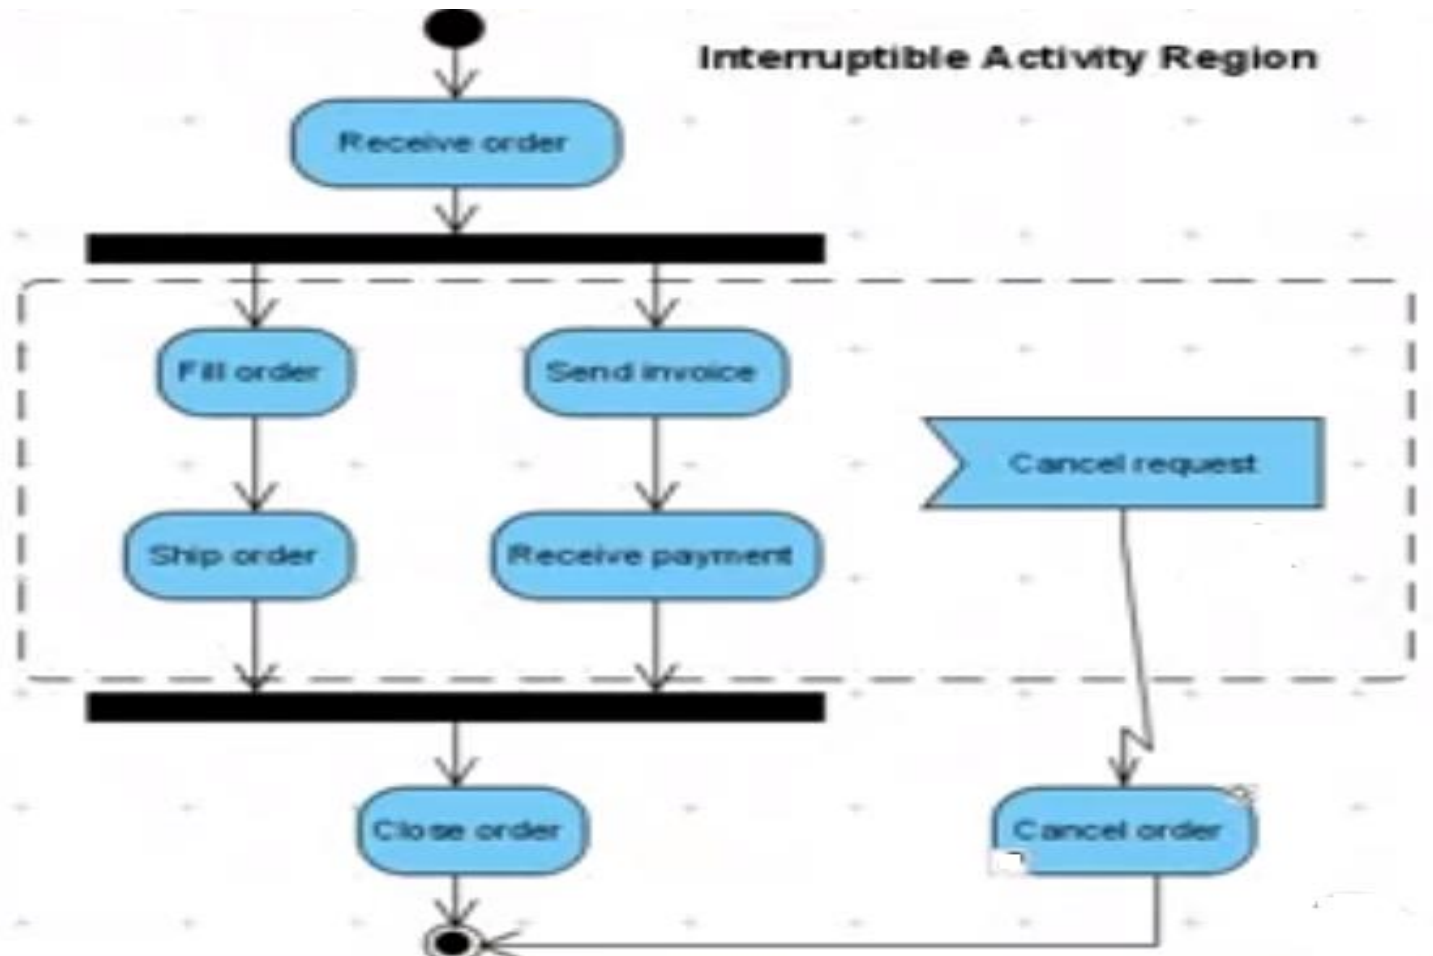 Interruptible Activity Region
Receive order
Fill order
Send invoice
Cancel request
Ship order
Receive payment
Close order
Cancel order